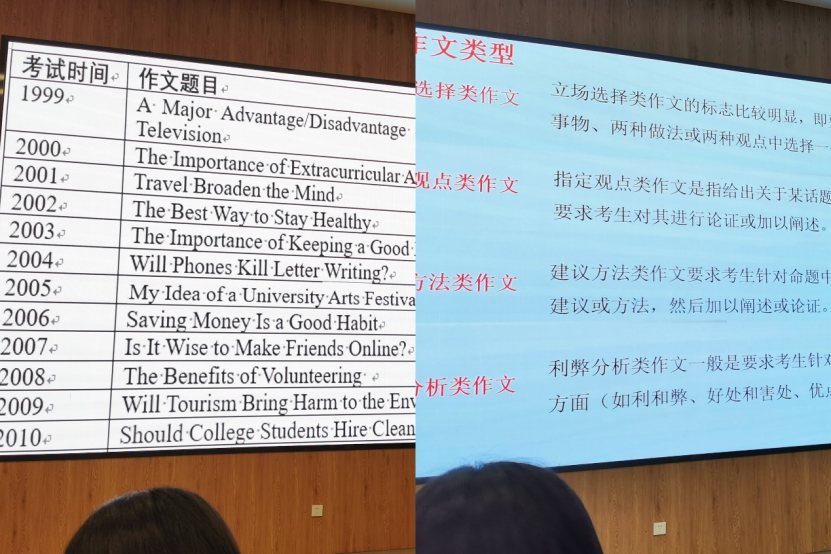 考试时间 作文题目
1999 A Major Advantage/Disadvantage
Television
2000 The Importance of Extracurricular
2001 Travel Broaden the Mind
2002 The Best Way to Stay Healthy
2003 The Importance of Keeping a Good
2004 Will Phones Kill Letter Writing?
2005 My Idea of a University Arts
2006 Saving Money Is a Good Habit
2007 Is It Wise to Make Friends Online?
2008 The Benefits of Volunteering
2009 Will Tourism Bring Harm to the
2010 Should College Students Hire
作文类型
选择类作文 立场选择类作文的标志比较明显，即
事物、两种做法或两种观点中选择一
观点类作文 指定观点类作文是指给出关于某话题
要求考生对其进行论证或加以阐述。
方法类作文 建议方法类作文要求考生针对命题中
建议或方法，然后加以阐述或论证。
分析类作文 利弊分析类作文一般是要求考生针对
方面（如利和弊、好处和害处、优点